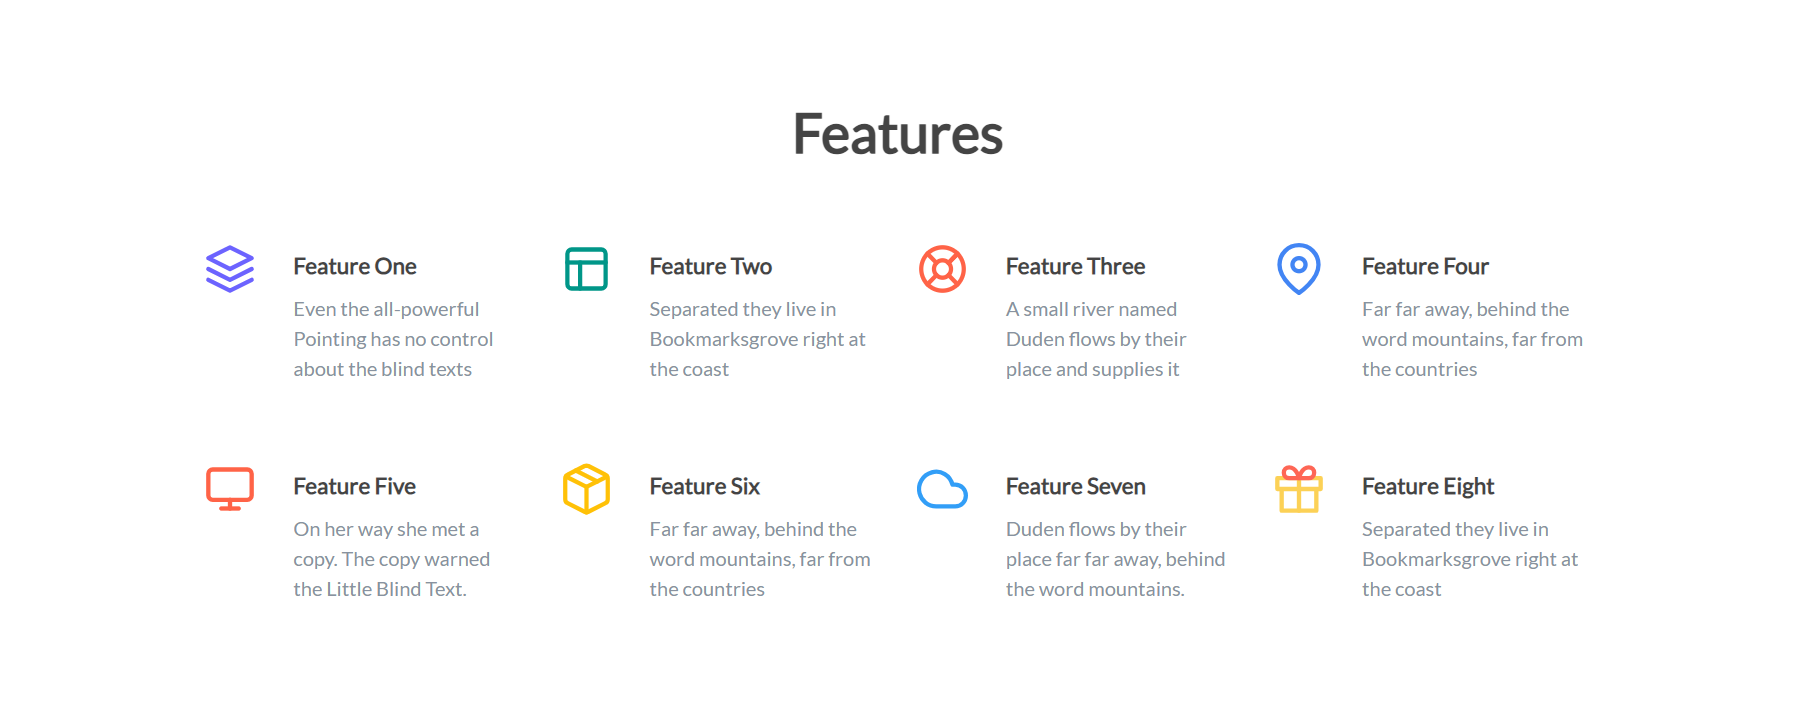 Features
Feature One
Even the all-powerful
Pointing has no control
about the blind texts
Feature Two
Separated they live in
Bookmarksgrove right at
the coast
Feature Three
A small river named
Duden flows by their
place and supplies it
Feature Four
Far far away, behind the
word mountains, far from
the countries
Feature Five
On her way she met a
copy. The copy warned
the Little Blind Text.
Feature Six
Far far away, behind the
word mountains, far from
the countries
Feature Seven
Duden flows by their
place far far away, behind
the word mountains.
Feature Eight
Separated they live in
Bookmarksgrove right at
the coast